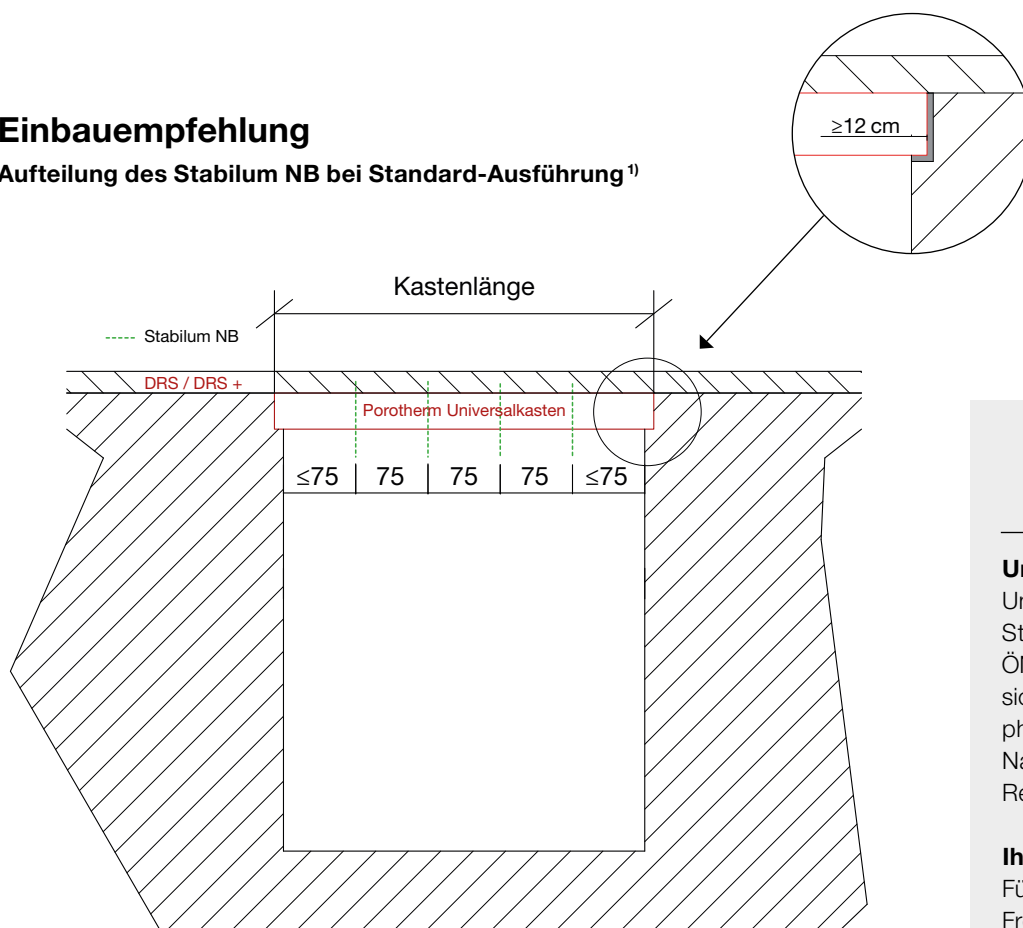 Einbauempfehlung
Aufteilung des Stabilum NB bei Standard-Ausführung 1)
≥12 cm
Kastenlänge
Stabilum NB
DRS / DRS +
Porotherm Universalkasten
≤75 75 75 75 ≤75